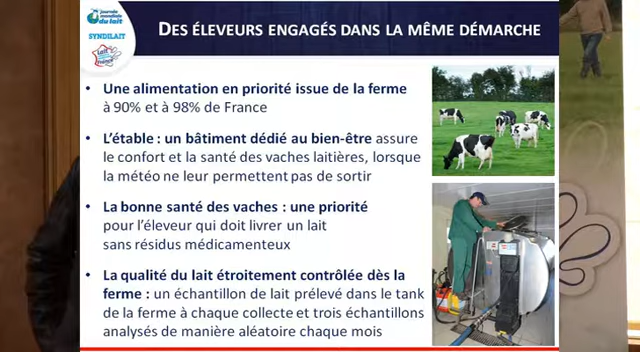 journée
mondiale
du lait
SYNDILAIT
DES ÉLEVEURS ENGAGÉS DANS LA MÊME DÉMARCHE
• Une alimentation en priorité issue de la ferme
à 90% et à 98% de France
• L'étable : un bâtiment dédié au bien-être assure
le confort et la santé des vaches laitières, lorsque
la météo ne leur permettent pas de sortir
• La bonne santé des vaches : une priorité
pour l'éleveur qui doit livrer un lait
sans résidus médicamenteux
• La qualité du lait étroitement contrôlée dès la
ferme : un échantillon de lait prélevé dans le tank
de la ferme à chaque collecte et trois échantillons
analysés de manière aléatoire chaque mois